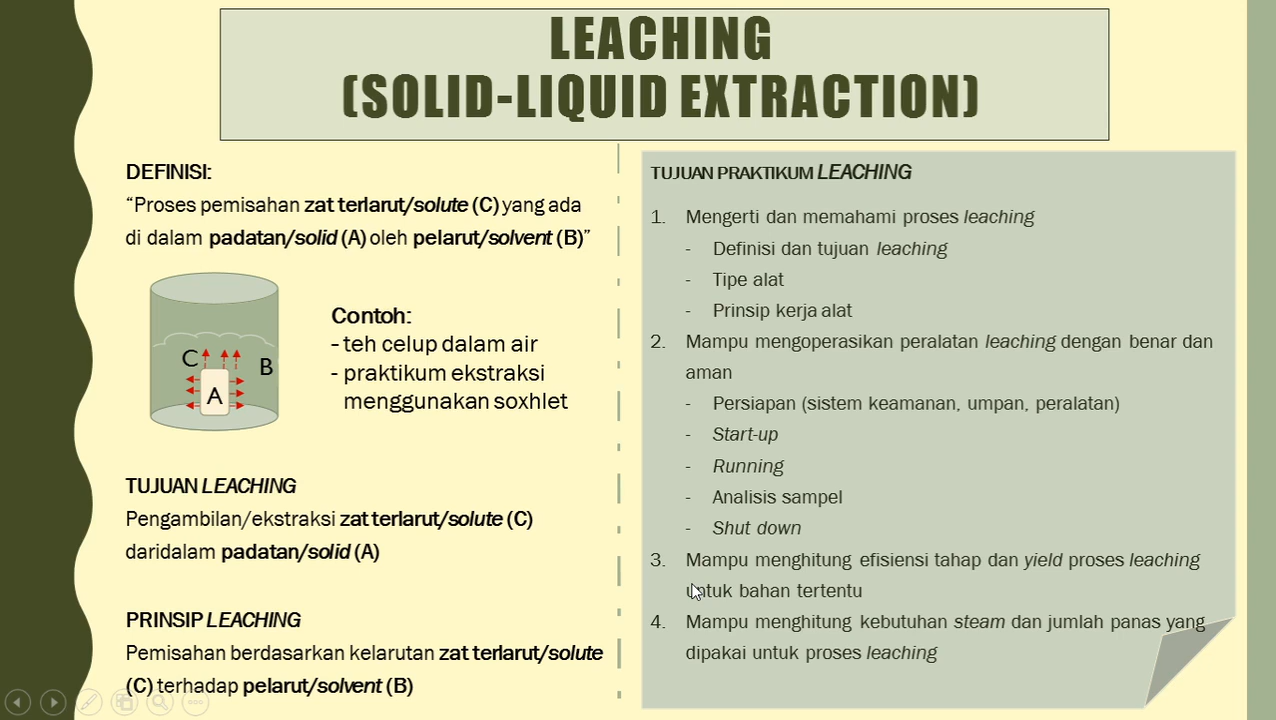 LEACHING
(SOLID-LIQUID EXTRACTION)
DEFINISI:
“Proses pemisahan zat terlarut/solute (C) yang ada
di dalam padatan/solid (A) oleh pelarut/solvent (B)”
C
B
A
Contoh:
- teh celup dalam air
- praktikum ekstraksi
menggunakan soxhlet
TUJUAN LEACHING
Pengambilan/ekstraksi zat terlarut/solute (C)
daridalam padatan/solid (A)
PRINSIP LEACHING
Pemisahan berdasarkan kelarutan zat terlarut/solute
(C) terhadap pelarut/solvent (B)
TUJUAN PRAKTIKUM LEACHING
1. Mengerti dan memahami proses leaching
- Definisi dan tujuan leaching
- Tipe alat
- Prinsip kerja alat
2. Mampu mengoperasikan peralatan leaching dengan benar dan
aman
- Persiapan (sistem keamanan, umpan, peralatan)
- Start-up
- Running
- Analisis sampel
- Shut down
3. Mampu menghitung efisiensi tahap dan yield proses leaching
untuk bahan tertentu
4. Mampu menghitung kebutuhan steam dan jumlah panas yang
dipakai untuk proses leaching